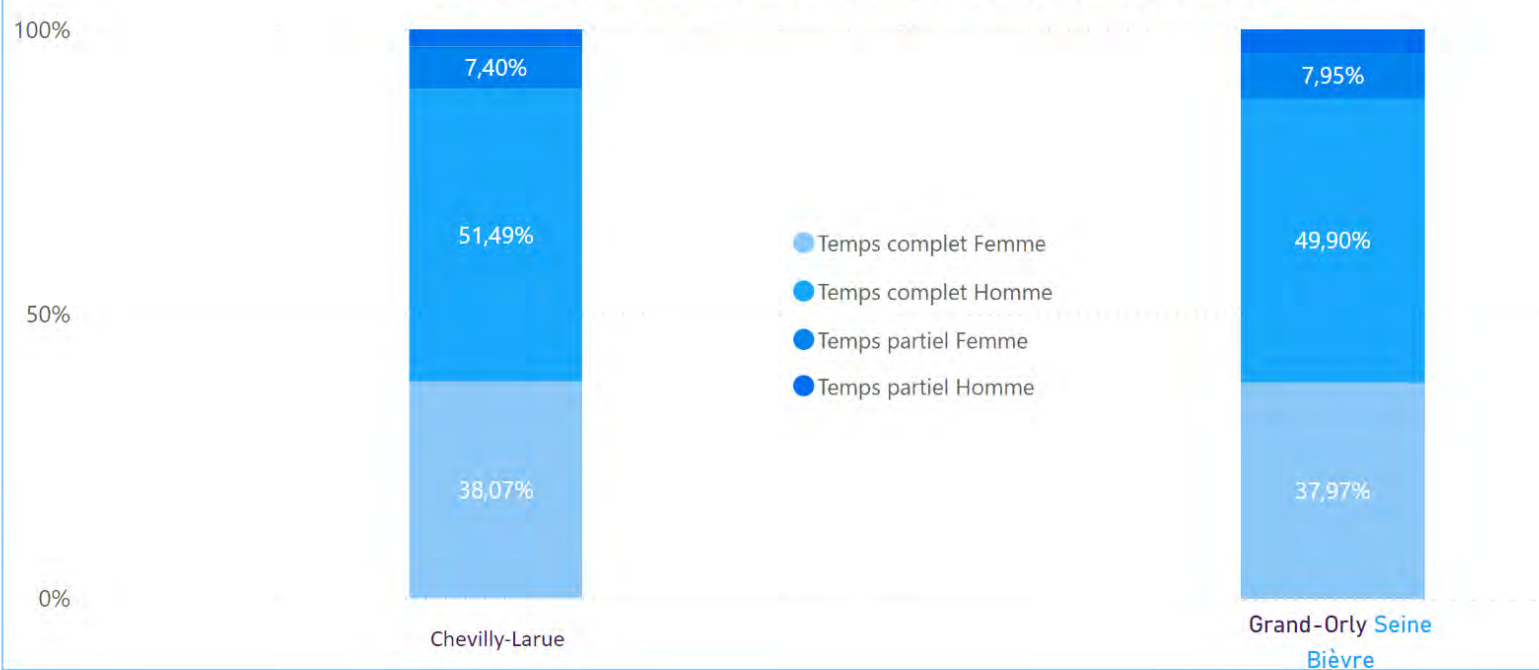 100%
7,40%
7,95%
51,49%
49,90%
Temps complet Femme
Temps complet Homme
50%
Temps partiel Femme
Temps partiel Homme
38,07%
37,97%
0%
Chevilly-Larue
Grand-Orly Seine
Bièvre